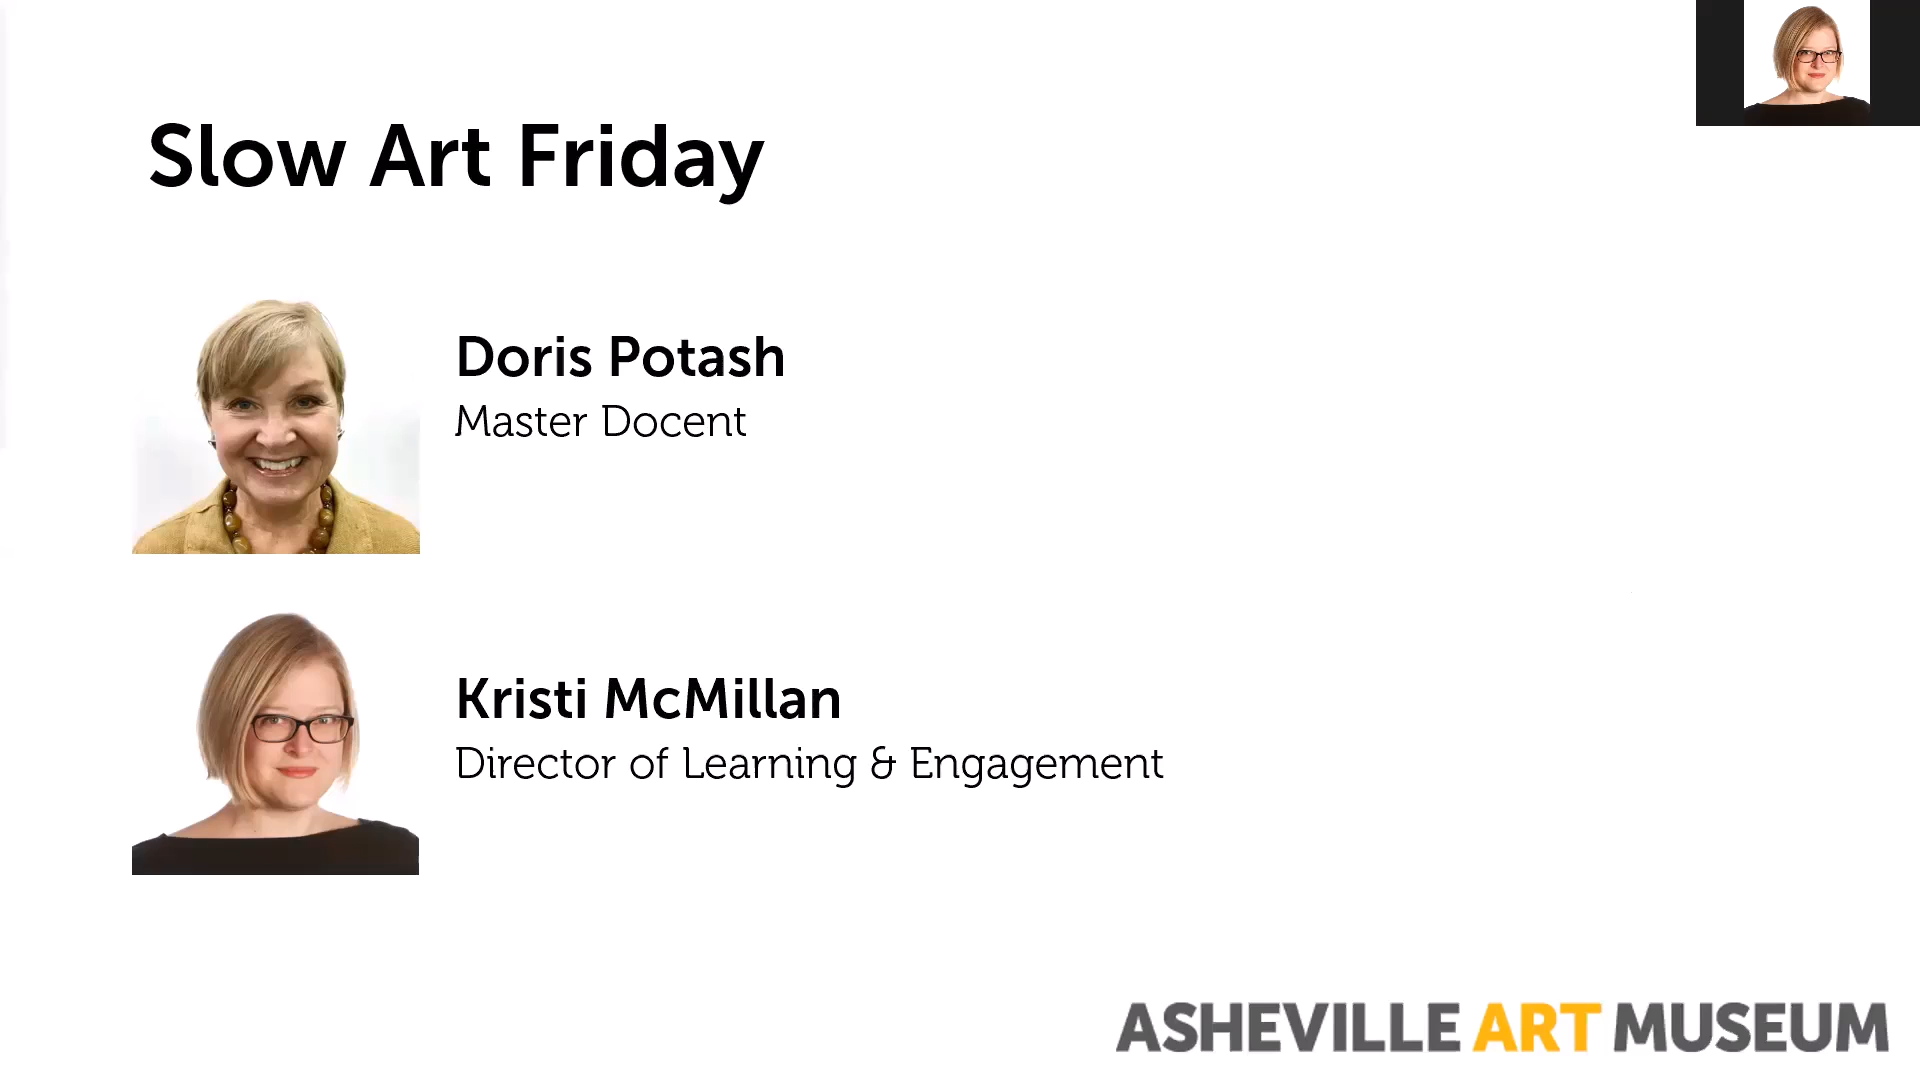 Slow Art Friday
Doris Potash
Master Docent
Kristi McMillan
Director of Learning & Engagement
ASHEVILLE ART MUSEUM